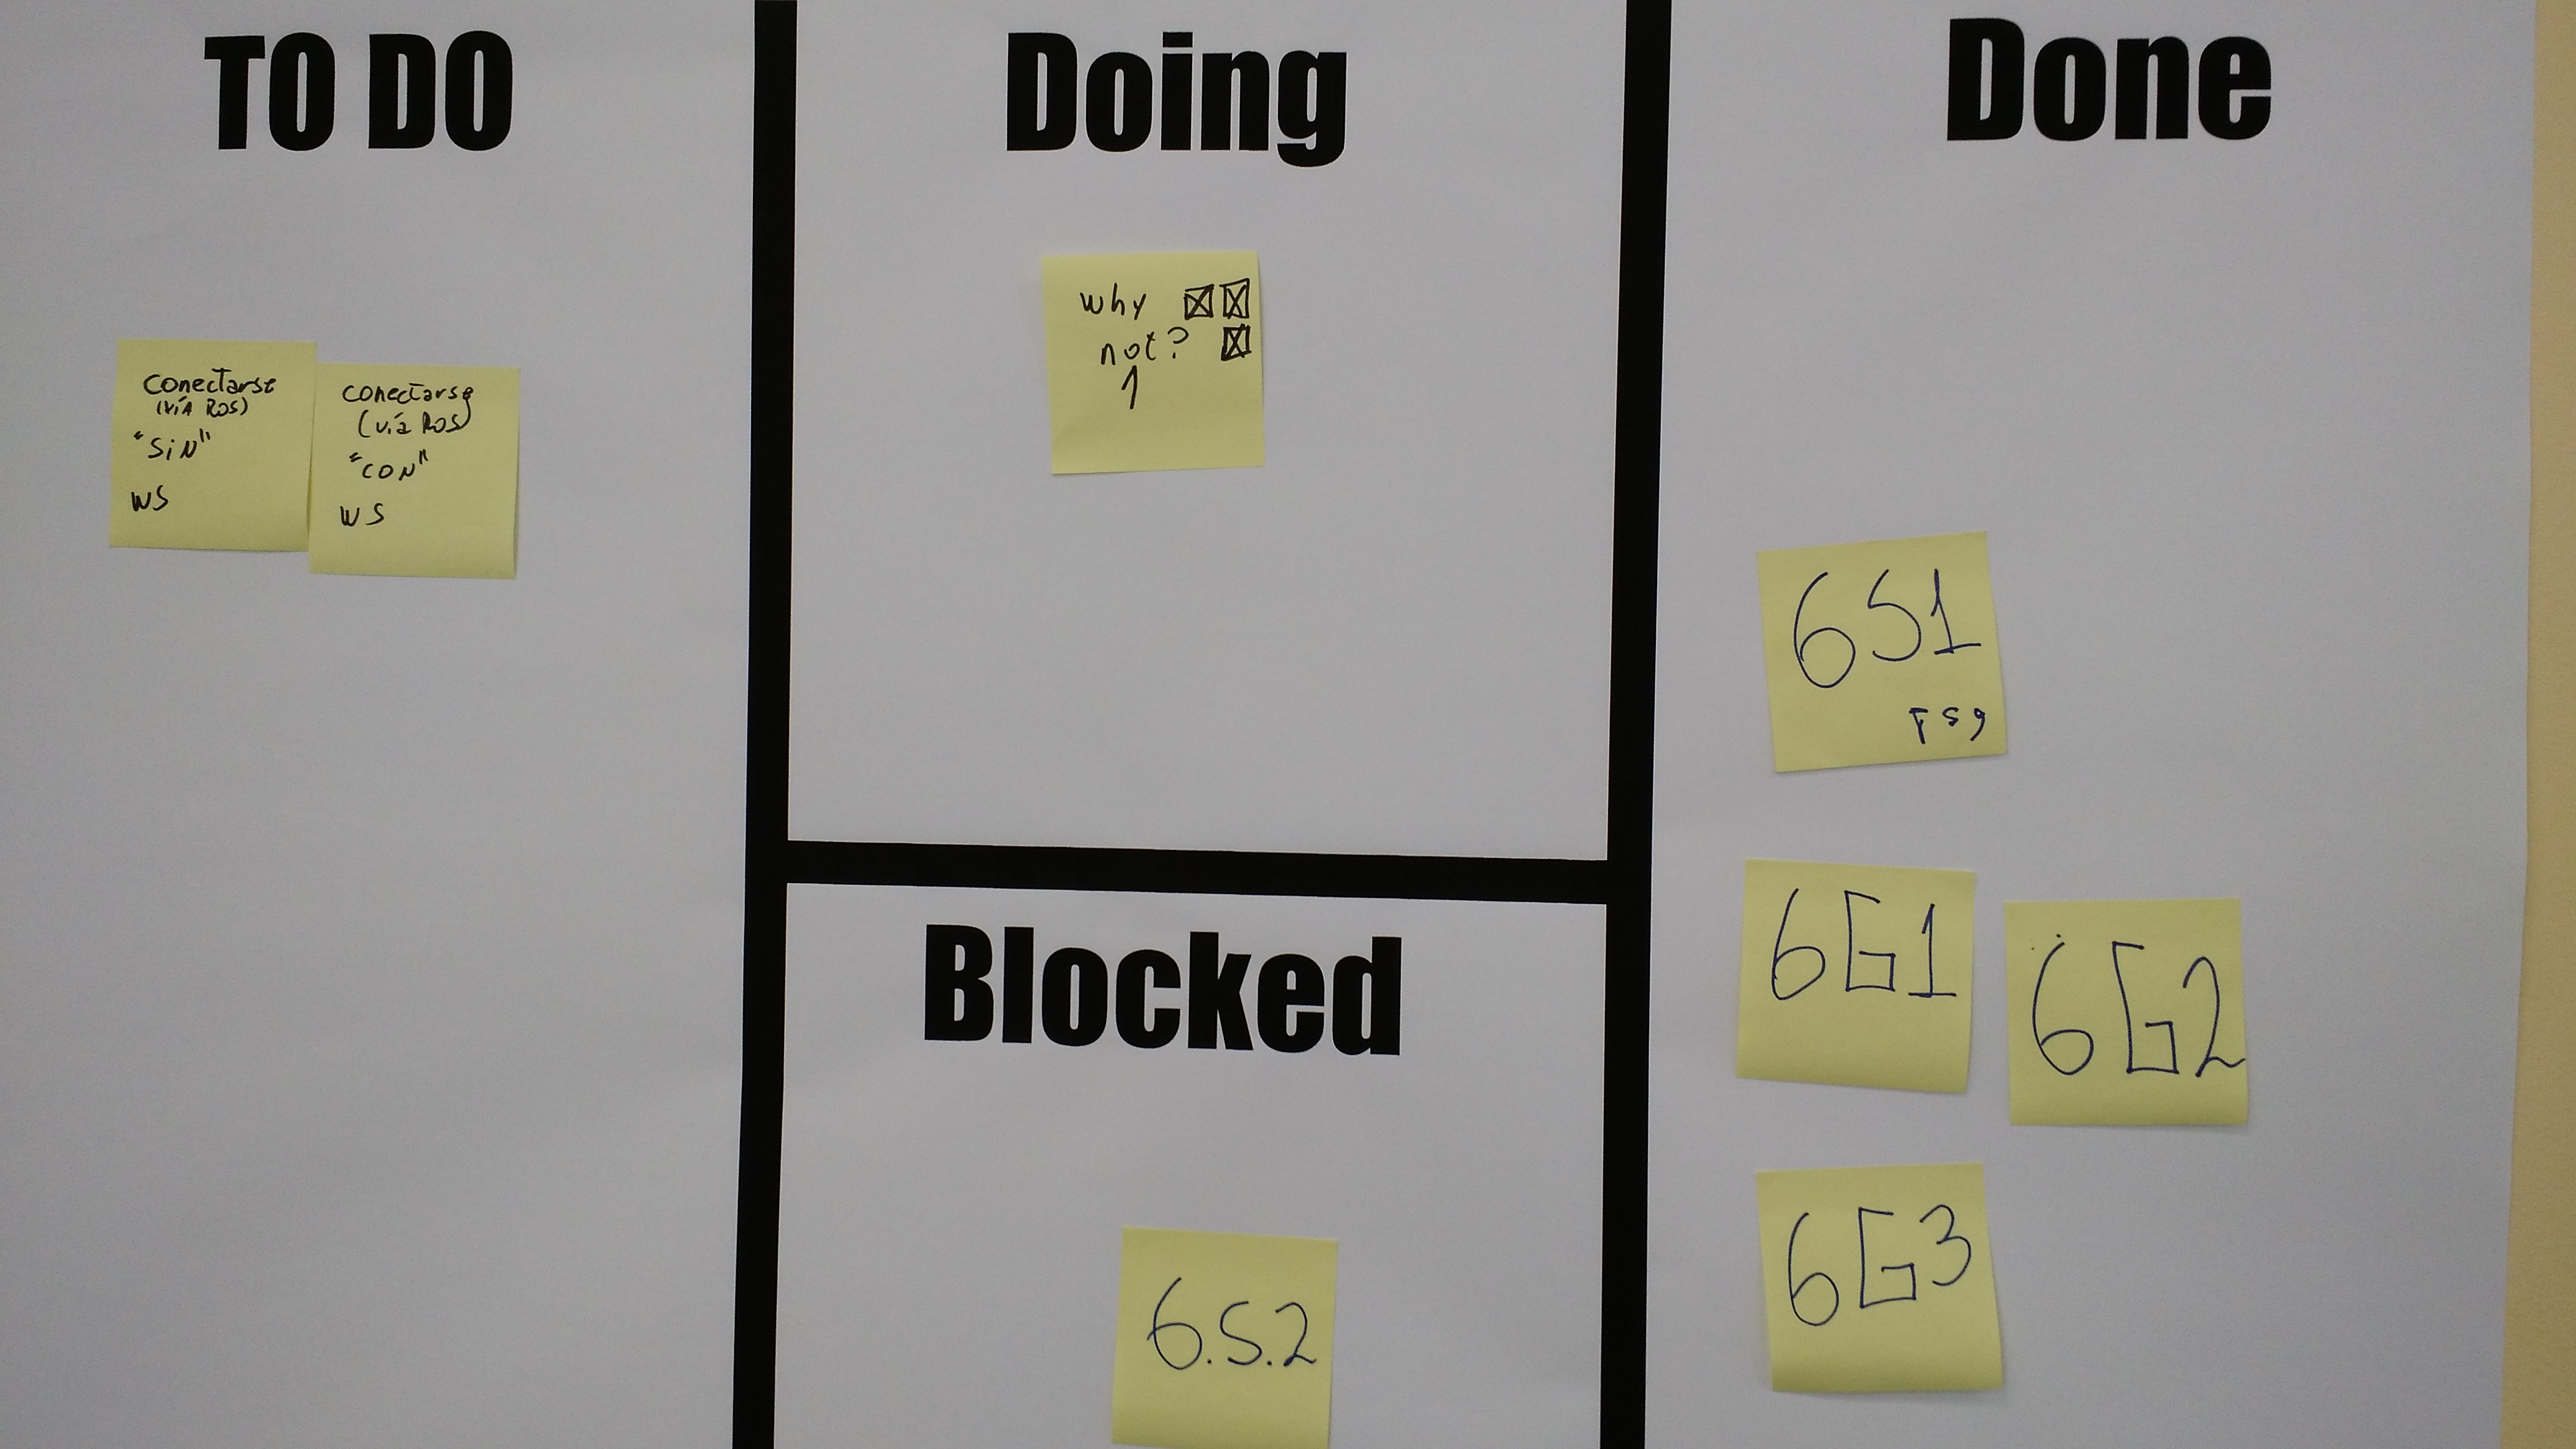 TO DO
Conectarse
(vía ROS)
"SiN"
WS
conectarse
(vía ROS)
"CON"
WS
Doing
why
not?
1
Blocked
6.S.2
Done
6S1
6G1
6G2
6G3